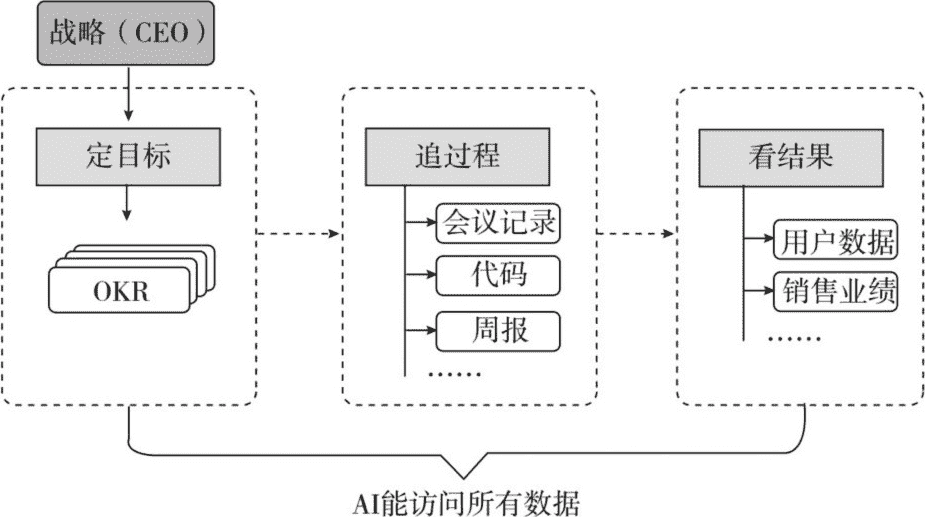 战略（CEO）
定目标
OKR
追过程
会议记录
代码
周报
……
看结果
用户数据
销售业绩
……
AI能访问所有数据